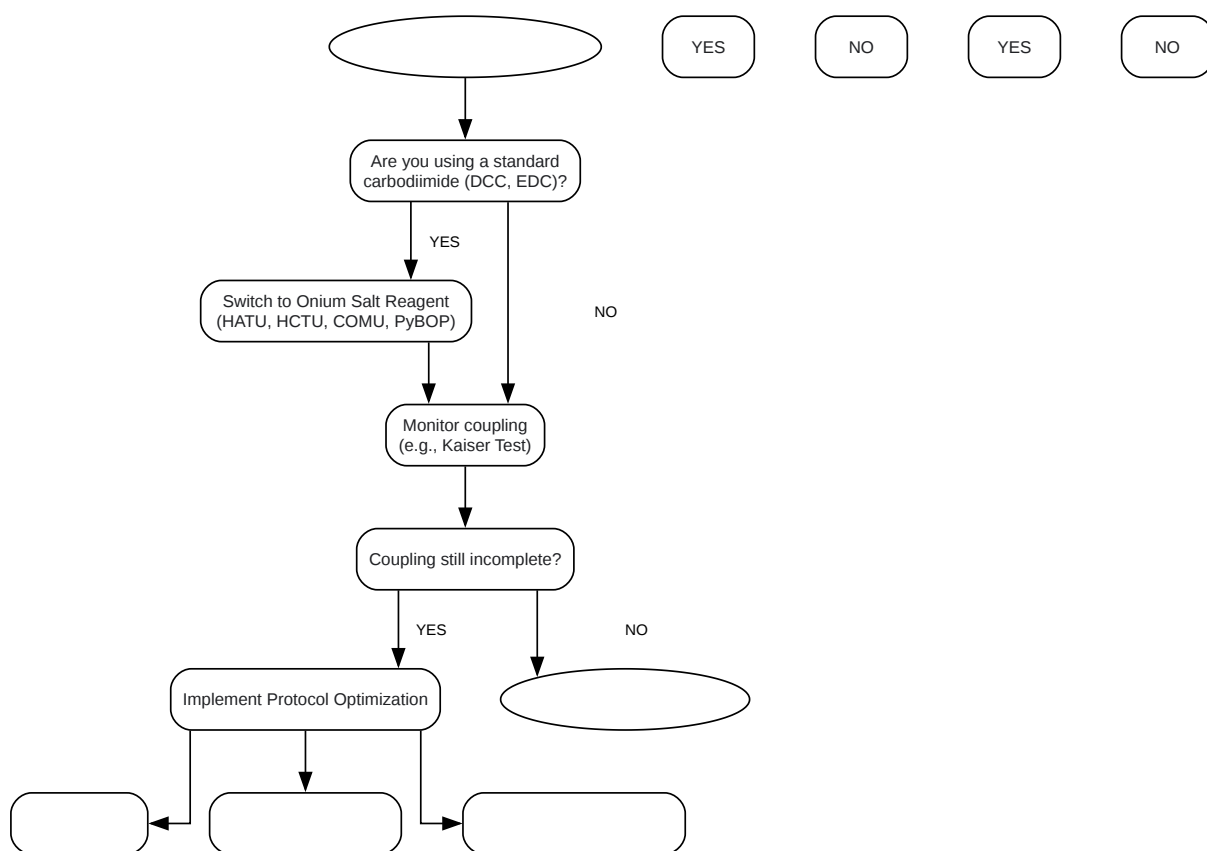 YES
NO
YES
NO
Are you using a standard
carbodiimide (DCC, EDC)?
YES
Switch to Onium Salt Reagent
(HATU, HCTU, COMU, PyBOP)
NO
Monitor coupling
(e.g., Kaiser Test)
Coupling still incomplete?
YES
NO
Implement Protocol Optimization